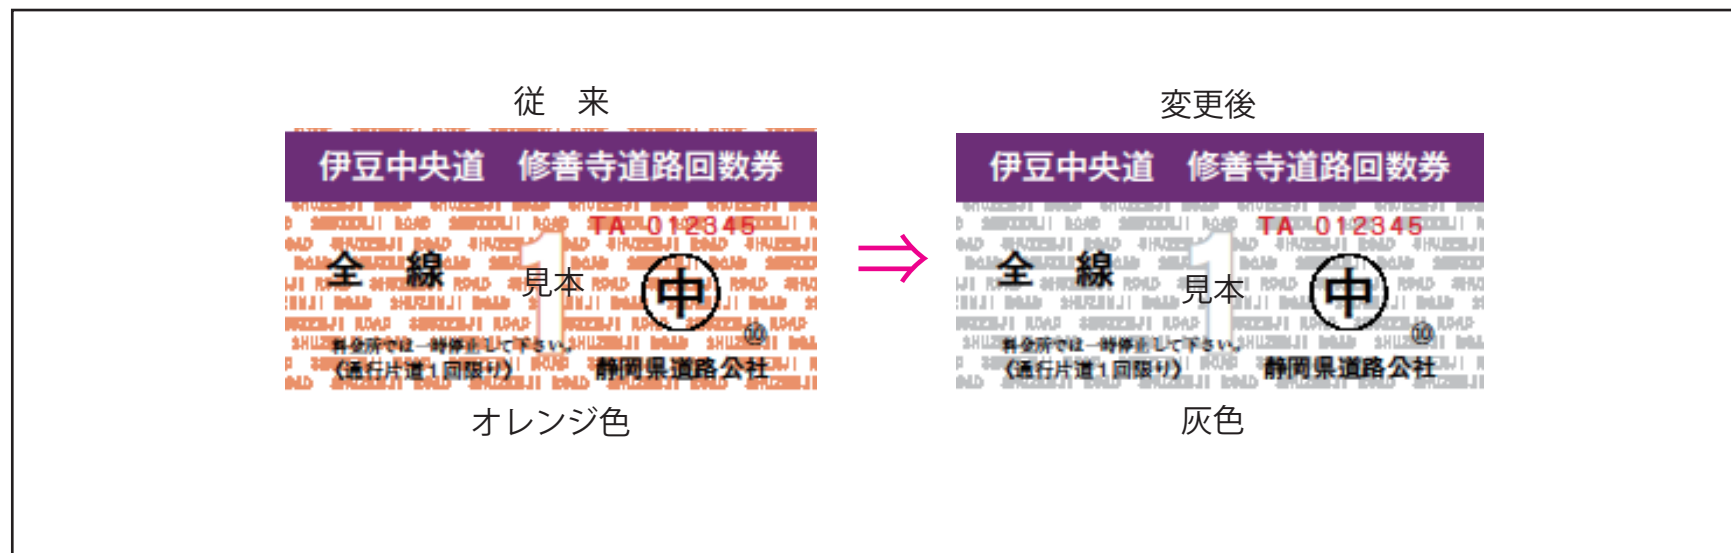 従　来
伊豆中央道　修善寺道路回数券
TA 012345
全　線
1
見本
中
⑩
料金所では一時停止して下さい。
（通行片道１回限り）
静岡県道路公社
オレンジ色
⇒
変更後
伊豆中央道　修善寺道路回数券
TA 012345
全　線
1
見本
中
⑩
料金所では一時停止して下さい。
（通行片道１回限り）
静岡県道路公社
灰色